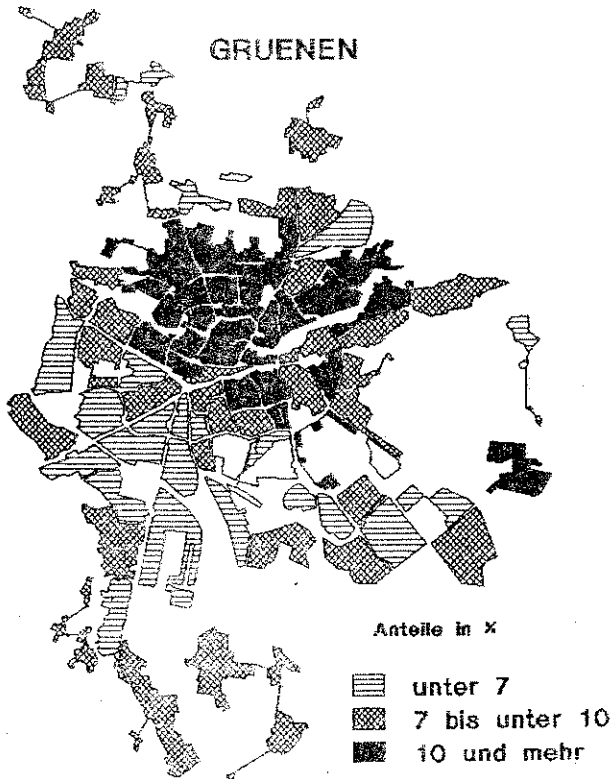 GRUENEN
Anteile in %
unter 7
7 bis unter 10
10 und mehr